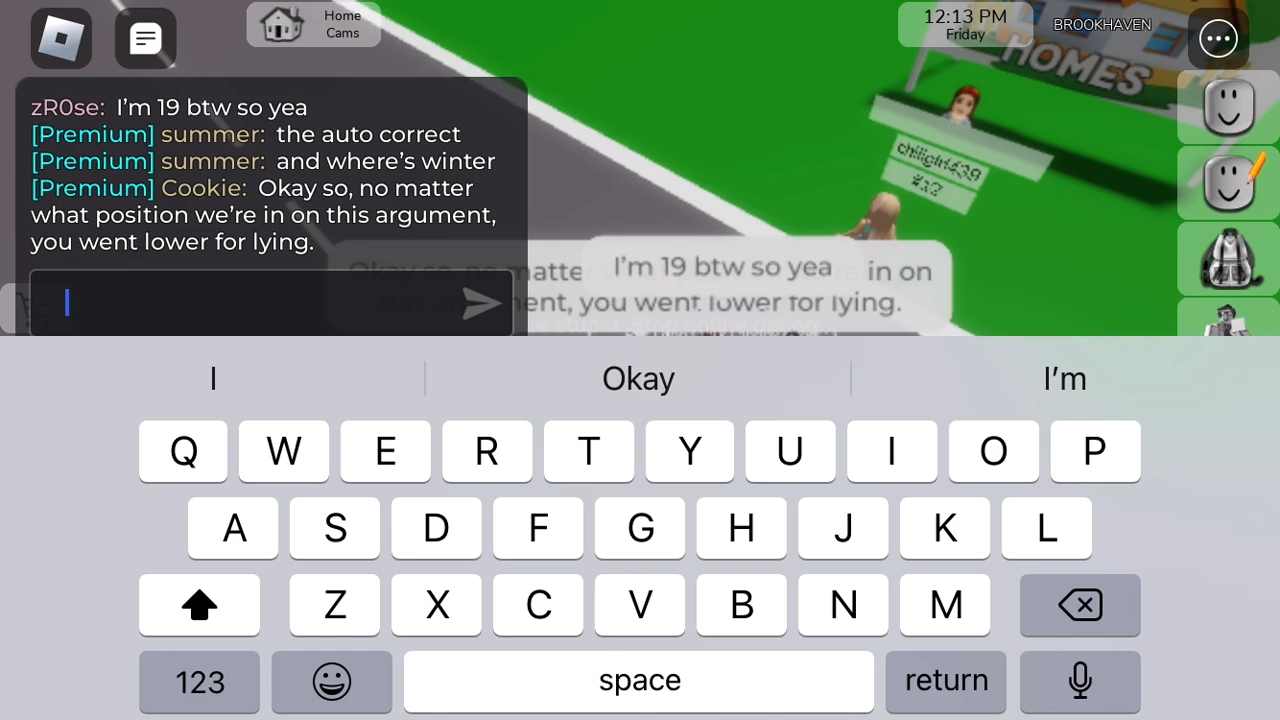 Home
Cams
12:13 PM
Friday
BROOKHAVEN
HOMES
zR0se: I’m 19 btw so yea
[Premium] summer: the auto correct
[Premium] summer: and where’s winter
[Premium] Cookie: Okay so, no matter
what position we’re in on this argument,
you went lower for lying.
Okay so, no matter
I’m 19 btw so yea
in on
this
ment, you went lower for lying.
I
Okay
I’m
Q W E R T Y U I O P
A S D F G H J K L
Z X C V B N M
123
space
return